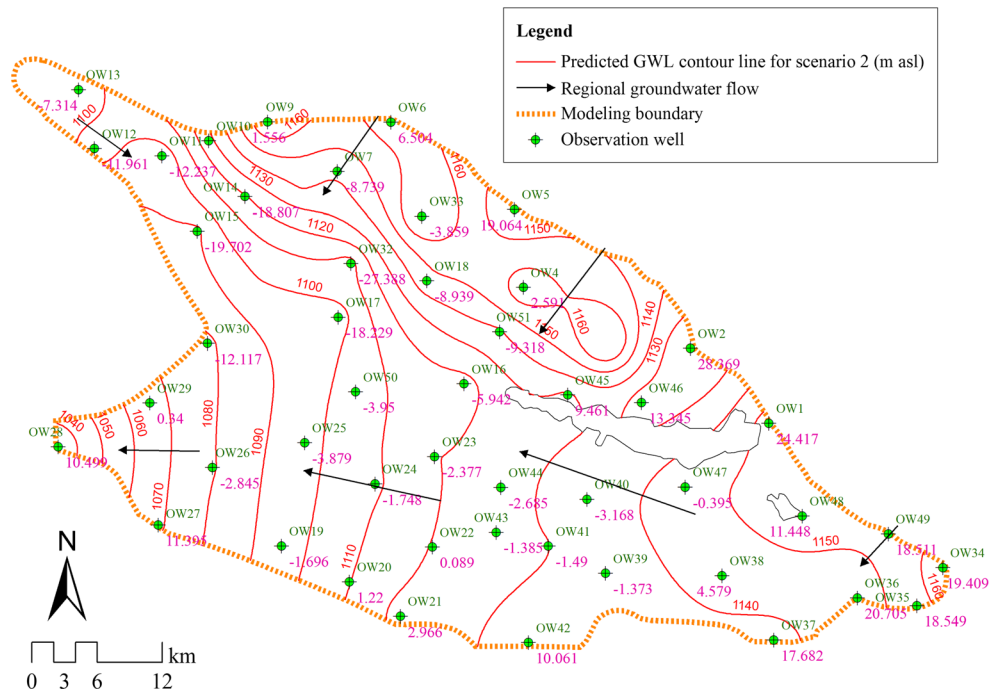 Legend
Predicted GWL contour line for scenario 2 (m asl)
Regional groundwater flow
Modeling boundary
Observation well
OW13
-7.314
1100
OW12
-11.961
OW11
-12.237
OW10
OW9
1.556
1160
OW6
6.504
OW7
-8.739
1130
1160
OW14
-18.807
OW33
-3.859
OW5
19.064
1150
OW15
-19.702
1120
OW32
-27.388
OW18
-8.939
OW4
2.591
1100
OW17
-18.229
OW51
-9.318
1150
1160
1140
1130
OW2
28.369
OW30
-12.117
OW29
0.34
OW50
-3.95
OW16
-5.942
OW45
9.461
OW46
13.345
OW1
24.417
1040
1050
1060
1080
1090
OW28
10.499
OW26
-2.845
OW25
-3.879
OW23
-2.377
OW24
-1.748
OW44
-2.685
OW40
-3.168
OW47
-0.395
OW48
11.448
1070
OW27
11.395
OW19
-1.696
OW22
0.089
OW43
-1.385
OW41
-1.49
1150
OW49
18.511
OW34
19.409
1110
OW20
1.22
OW39
-1.373
OW38
4.579
OW36
20.705
OW35
18.549
1160
OW21
2.966
1140
OW42
10.061
OW37
17.682
N
km
0 3 6 12